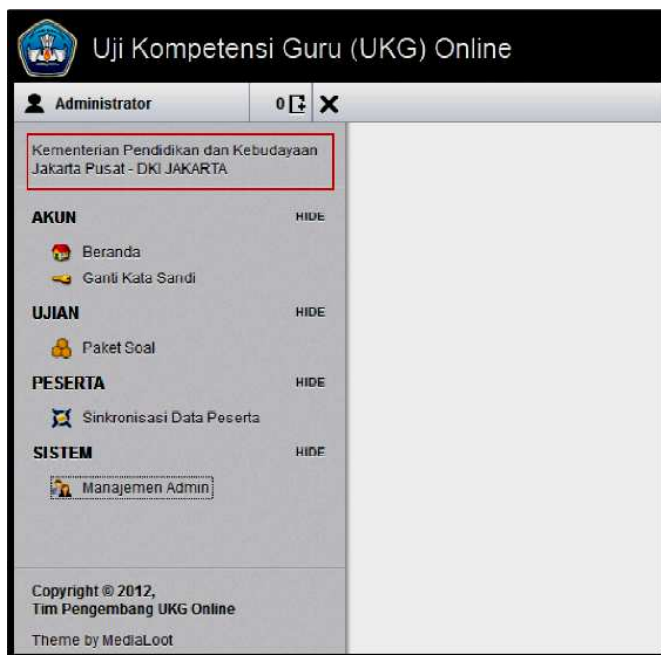 Uji Kompetensi Guru (UKG) Online
Administrator 0
Kementerian Pendidikan dan Kebudayaan
Jakarta Pusat - DKI JAKARTA
AKUN HIDE
Beranda
Ganti Kata Sandi
UJIAN HIDE
Paket Soal
PESERTA HIDE
Sinkronisasi Data Peserta
SISTEM HIDE
Manajemen Admin
Copyright © 2012,
Tim Pengembang UKG Online
Theme by MediaLoot